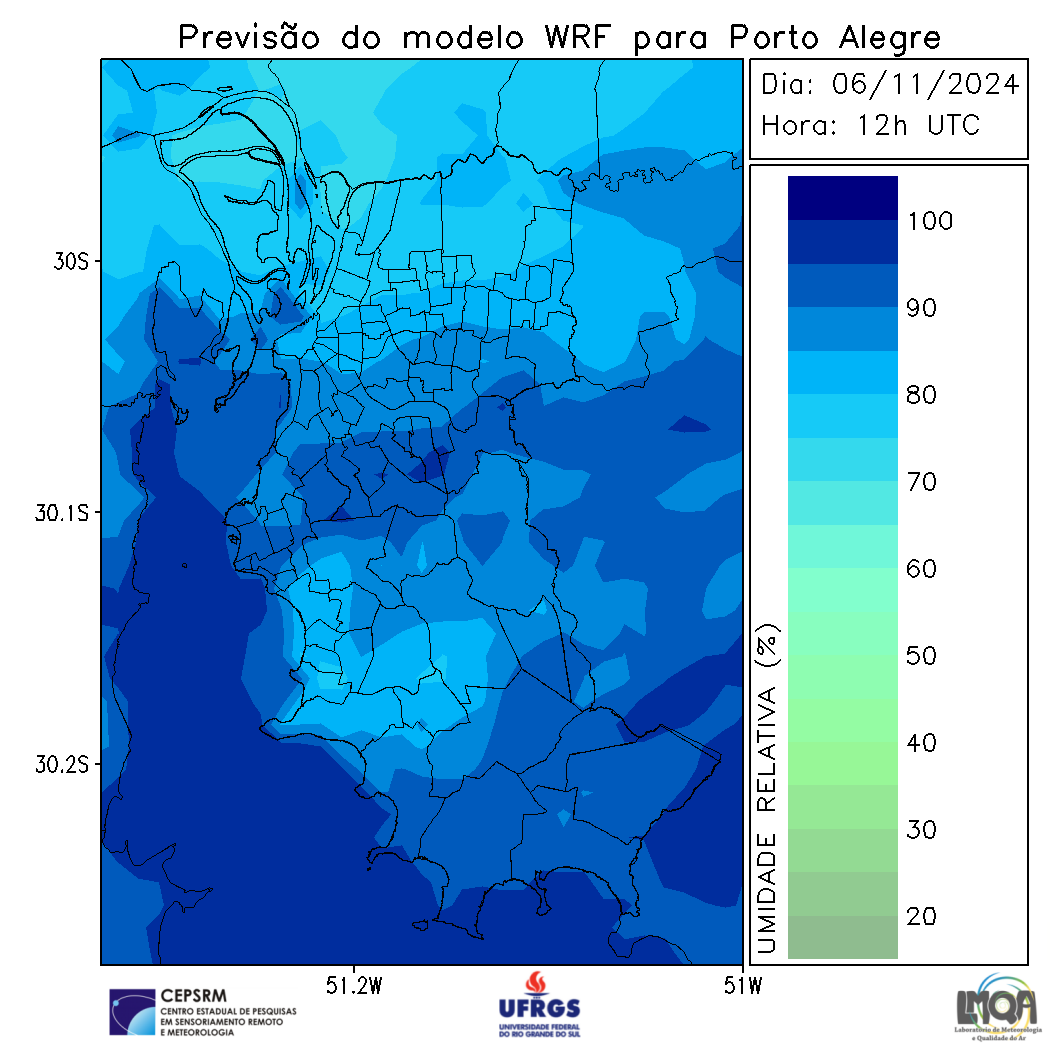 Previsão do modelo WRF para Porto Alegre
Dia: 06/11/2024
Hora: 12h UTC
30S
30.1S
30.2S
51.2W
51W
UMIDADE RELATIVA (%)
100
90
80
70
60
50
40
30
20
CEPSRM
CENTRO ESTADUAL DE PESQUISAS
EM SENSORIAMENTO REMOTO
E METEOROLOGIA
UFRGS
UNIVERSIDADE FEDERAL
DO RIO GRANDE DO SUL
LMQA
Laboratório de Meteorologia
e Qualidade do Ar